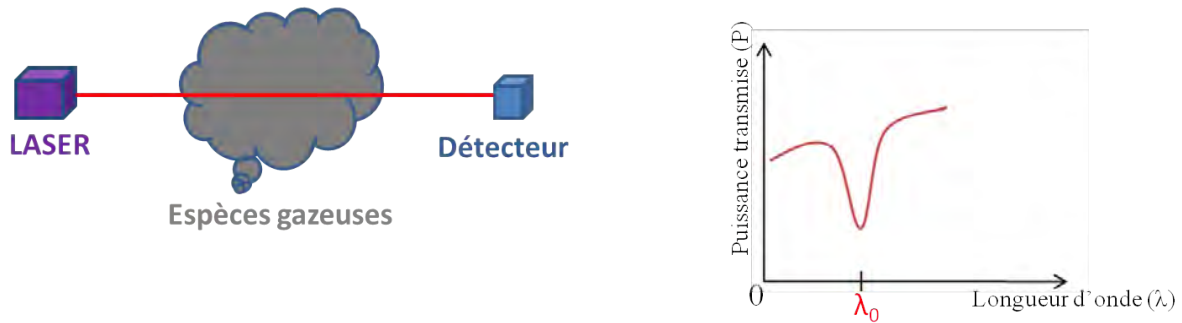 LASER
Détecteur
Espèces gazeuses
Puissance transmise (P)
0
λ0
Longueur d'onde (λ)